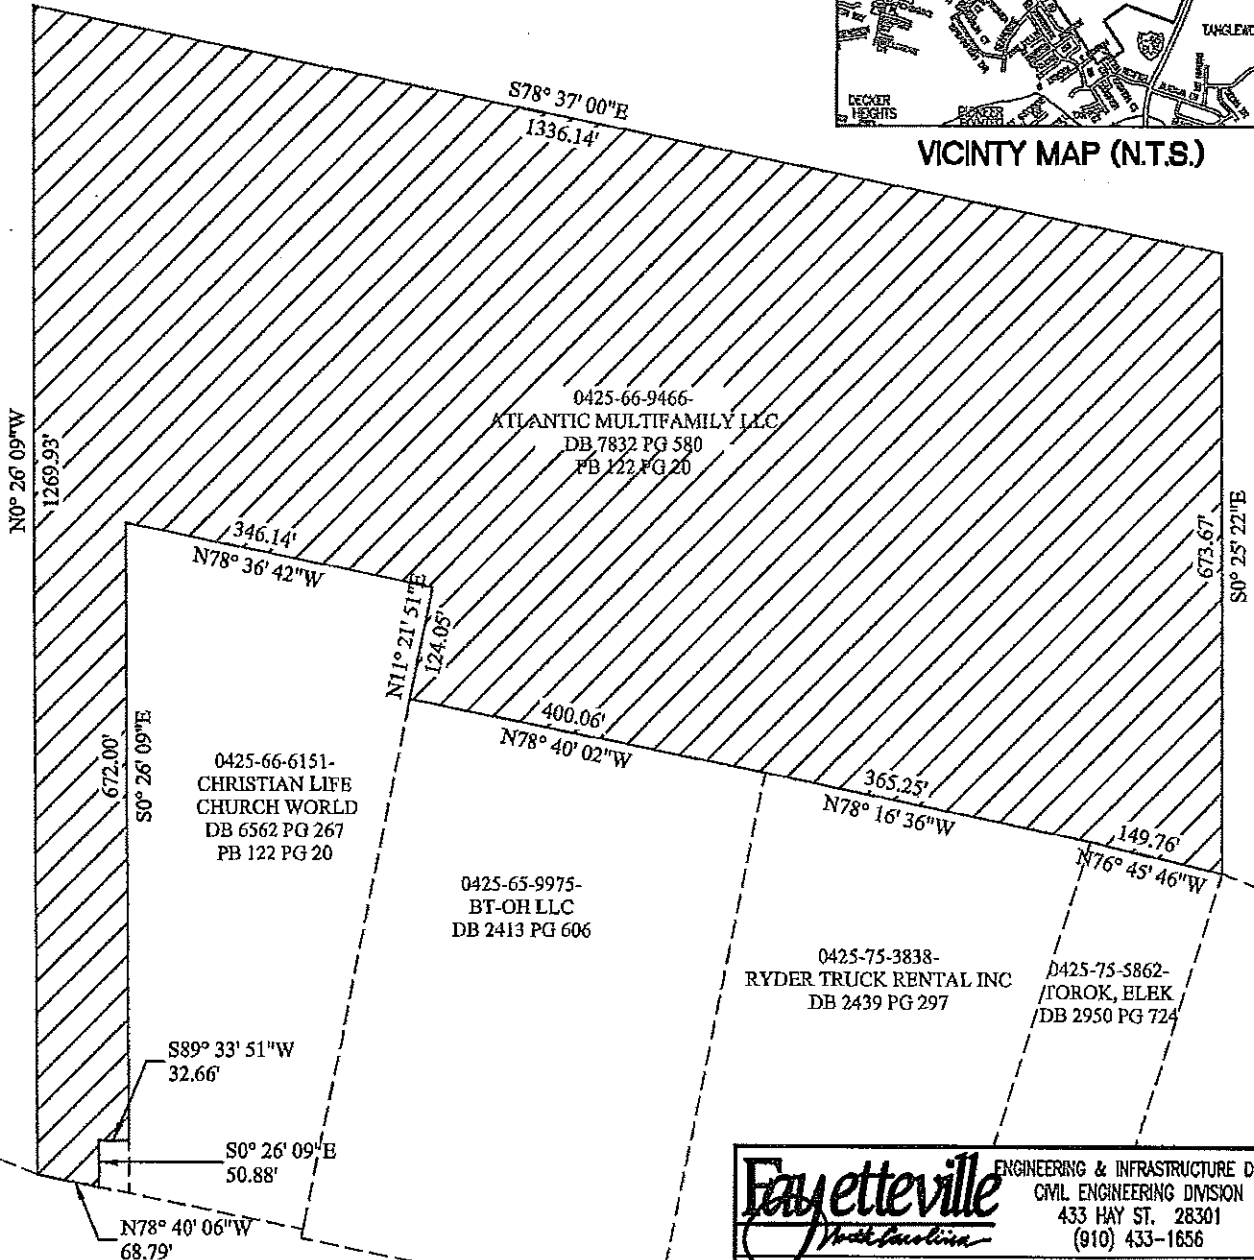 S78° 37' 00"E
1336.14'
TANGLEWO
DECKER
HEIGHTS
VICINTY MAP (N.T.S.)
N0° 26' 09"W
1269.93'
0425-66-9466-
ATLANTIC MULTIFAMILY LLC
DB 7832 PG 580
PB 122 PG 20
673.67'
S0° 25' 22"E
346.14'
N78° 36' 42"W
N11° 21' 51"E
124.05'
400.06'
N78° 40' 02"W
365.25'
N78° 16' 36"W
149.76'
N76° 45' 46"W
672.00'
S0° 26' 09"E
0425-66-6151-
CHRISTIAN LIFE
CHURCH WORLD
DB 6562 PG 267
PB 122 PG 20
0425-65-9975-
BT-OH LLC
DB 2413 PG 606
0425-75-3838-
RYDER TRUCK RENTAL INC
DB 2439 PG 297
0425-75-5862-
TOROK, ELEK
DB 2950 PG 724
S89° 33' 51"W
32.66'
S0° 26' 09"E
50.88'
N78° 40' 06"W
68.79'
Fayetteville
North Carolina
ENGINEERING & INFRASTRUCTURE D
CIVIL ENGINEERING DIVISION
433 HAY ST. 28301
(910) 433-1656